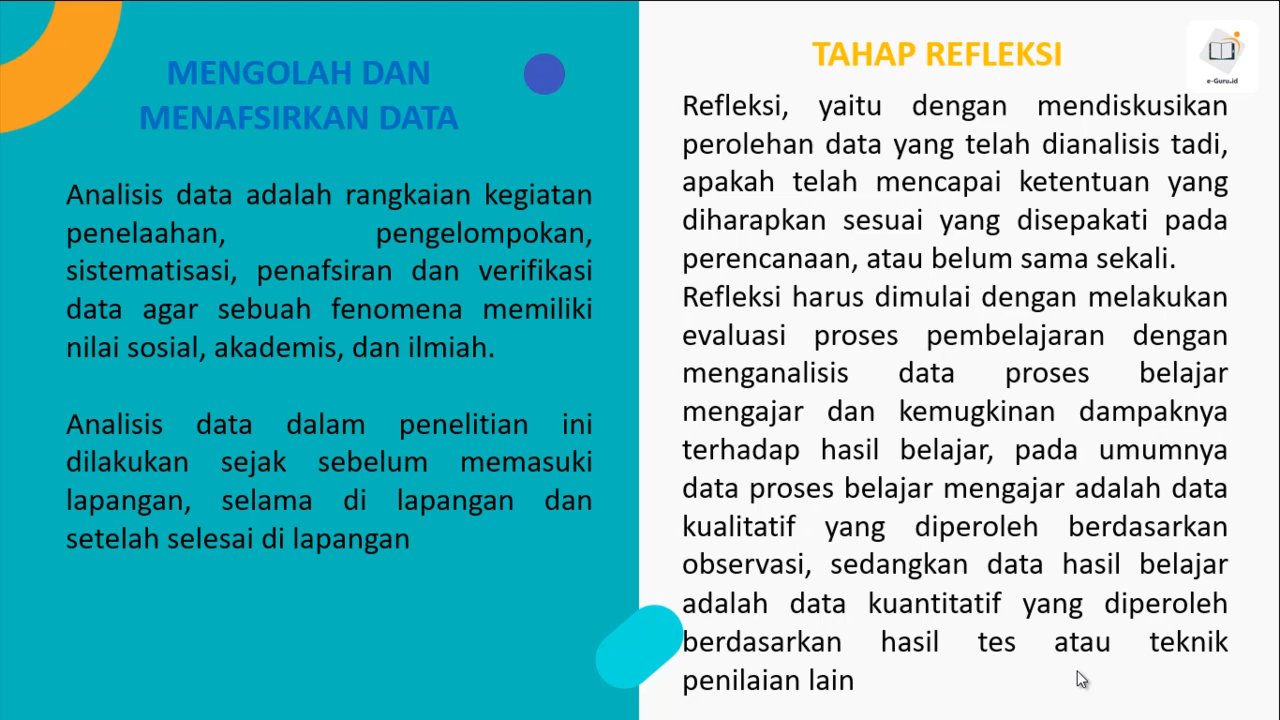 MENGOLAH DAN
MENAFSIRKAN DATA
Analisis data adalah rangkaian kegiatan
penelaahan, pengelompokan,
sistematisasi, penafsiran dan verifikasi
data agar sebuah fenomena memiliki
nilai sosial, akademis, dan ilmiah.
Analisis data dalam penelitian ini
dilakukan sejak sebelum memasuki
lapangan, selama di lapangan dan
setelah selesai di lapangan
TAHAP REFLEKSI
e-Guru.id
Refleksi, yaitu dengan mendiskusikan
perolehan data yang telah dianalisis tadi,
apakah telah mencapai ketentuan yang
diharapkan sesuai yang disepakati pada
perencanaan, atau belum sama sekali.
Refleksi harus dimulai dengan melakukan
evaluasi proses pembelajaran dengan
menganalisis data proses belajar
mengajar dan kemugkinan dampaknya
terhadap hasil belajar, pada umumnya
data proses belajar mengajar adalah data
kualitatif yang diperoleh berdasarkan
observasi, sedangkan data hasil belajar
adalah data kuantitatif yang diperoleh
berdasarkan hasil tes atau teknik
penilaian lain